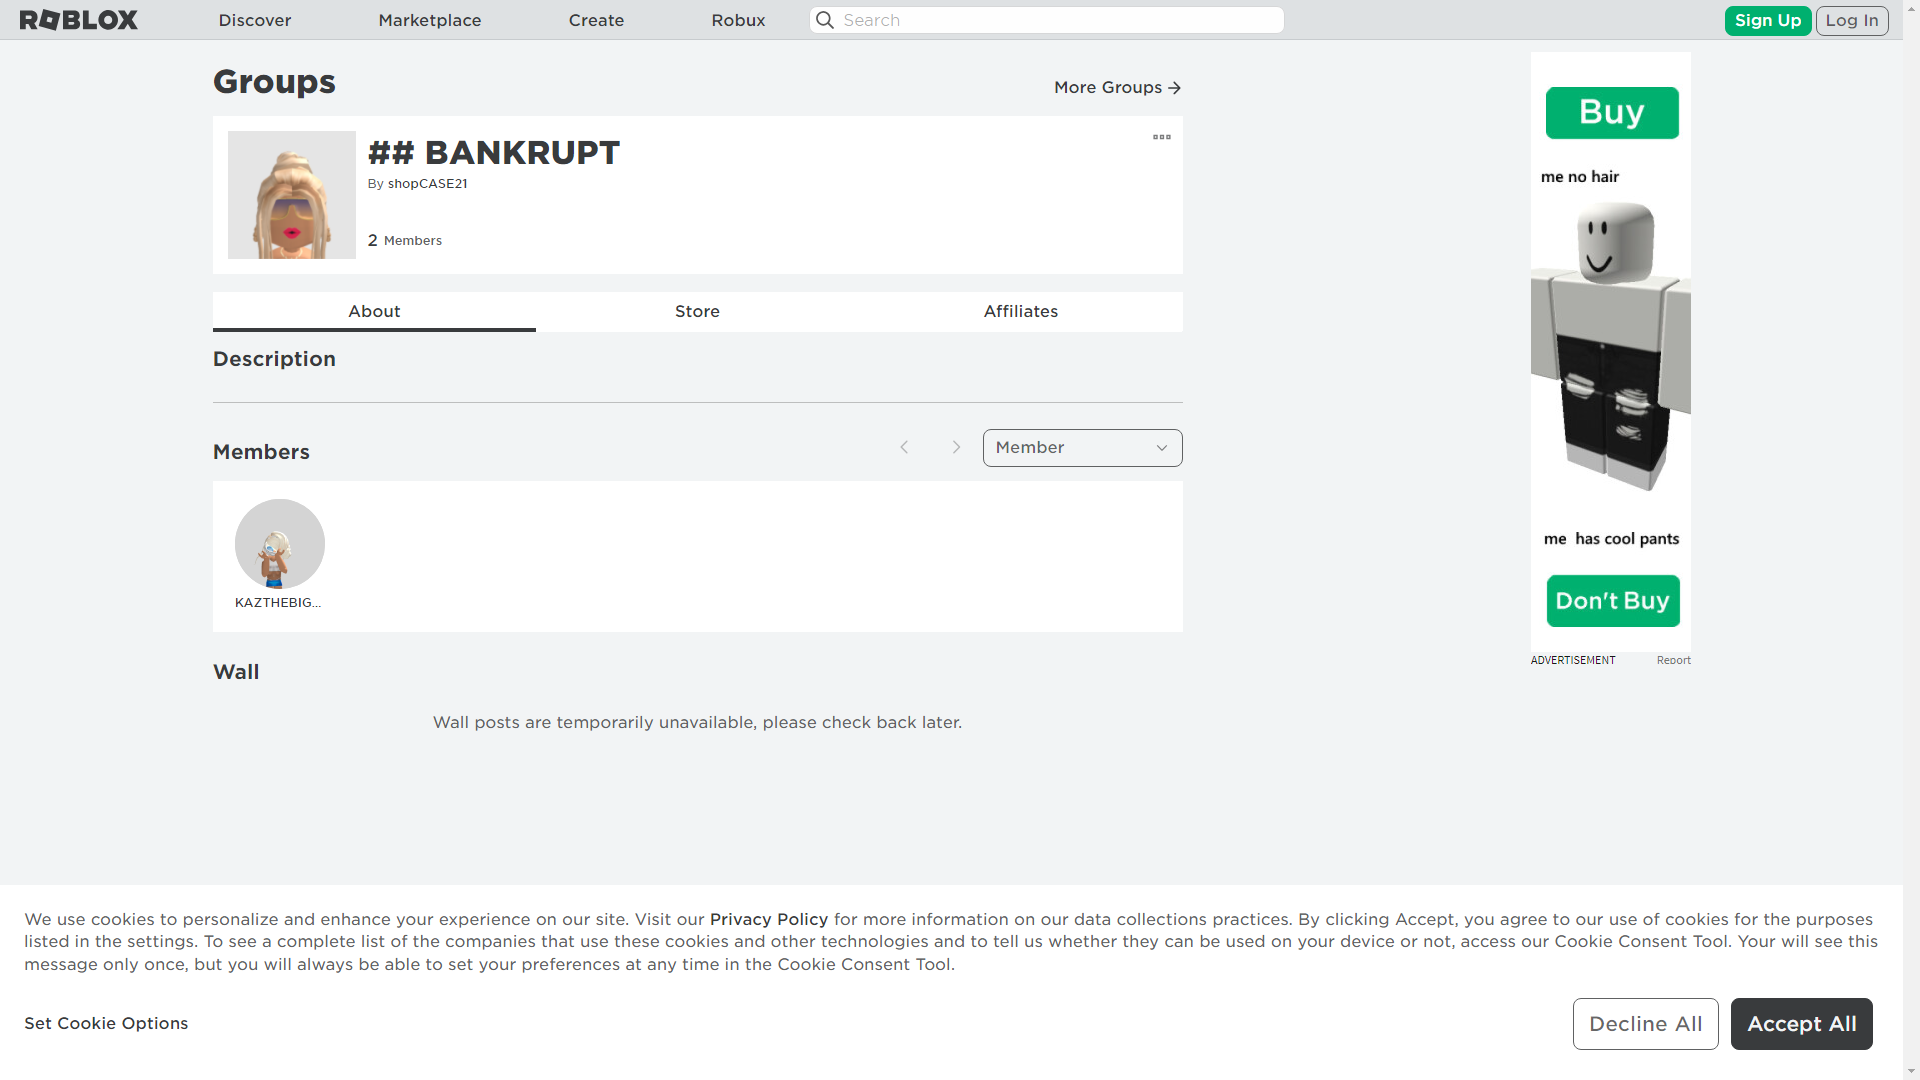 ROBLOX
Discover
Marketplace
Create
Robux
Search
Sign Up
Log In
Groups
More Groups
## BANKRUPT
By shopCASE21
2 Members
About
Store
Affiliates
Description
Members
Member
KAZTHEBIG...
Wall
Wall posts are temporarily unavailable, please check back later.
Buy
me no hair
me has cool pants
Don't Buy
ADVERTISEMENT
Report
We use cookies to personalize and enhance your experience on our site. Visit our Privacy Policy for more information on our data collections practices. By clicking Accept, you agree to our use of cookies for the purposes
listed in the settings. To see a complete list of the companies that use these cookies and other technologies and to tell us whether they can be used on your device or not, access our Cookie Consent Tool. Your will see this
message only once, but you will always be able to set your preferences at any time in the Cookie Consent Tool.
Set Cookie Options
Decline All
Accept All